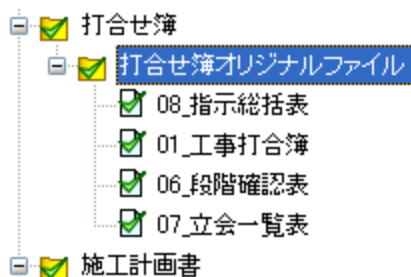 打合せ簿
打合せ簿オリジナルファイル
08_指示総括表
01_工事打合簿
06_段階確認表
07_立会一覧表
施工計画書